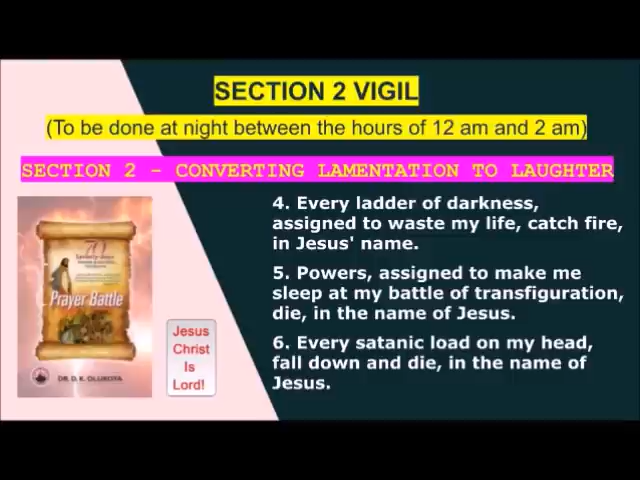 SECTION 2 VIGIL
(To be done at night between the hours of 12 am and 2 am)
SECTION 2 - CONVERTING LAMENTATION TO LAUGHTER
4. Every ladder of darkness,
assigned to waste my life, catch fire,
in Jesus' name.
5. Powers, assigned to make me
sleep at my battle of transfiguration,
die, in the name of Jesus.
6. Every satanic load on my head,
fall down and die, in the name of
Jesus.
70
Seventy Days
Prayer Battle
DR. D. K. OLUKOYA
Jesus
Christ
Is
Lord!